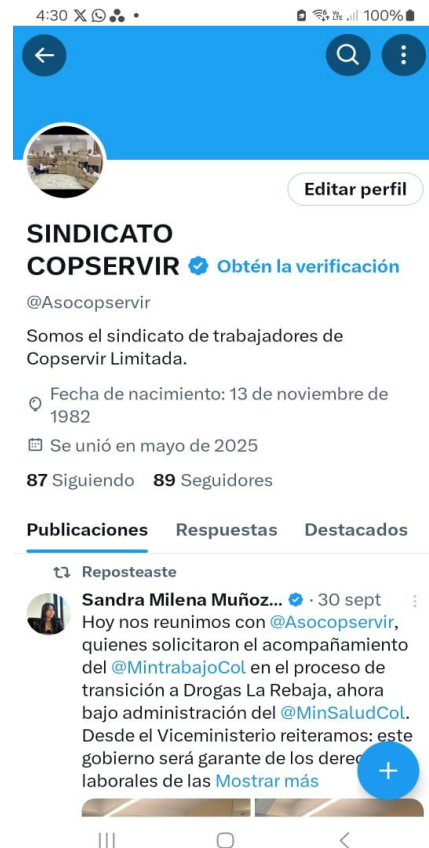 4:30
100%
Editar perfil
SINDICATO
COPSERVIR Obtén la verificación
@Asocopservir
Somos el sindicato de trabajadores de
Copservir Limitada.
Fecha de nacimiento: 13 de noviembre de
1982
Se unió en mayo de 2025
87 Siguiendo 89 Seguidores
Publicaciones Respuestas Destacados
Reposteaste
Sandra Milena Muñoz... · 30 sept
Hoy nos reunimos con @Asocopservir,
quienes solicitaron el acompañamiento
del @MintrabajoCol en el proceso de
transición a Drogas La Rebaja, ahora
bajo administración del @MinSaludCol.
Desde el Viceministerio reiteramos: este
gobierno será garante de los
laborales de las Mostrar más